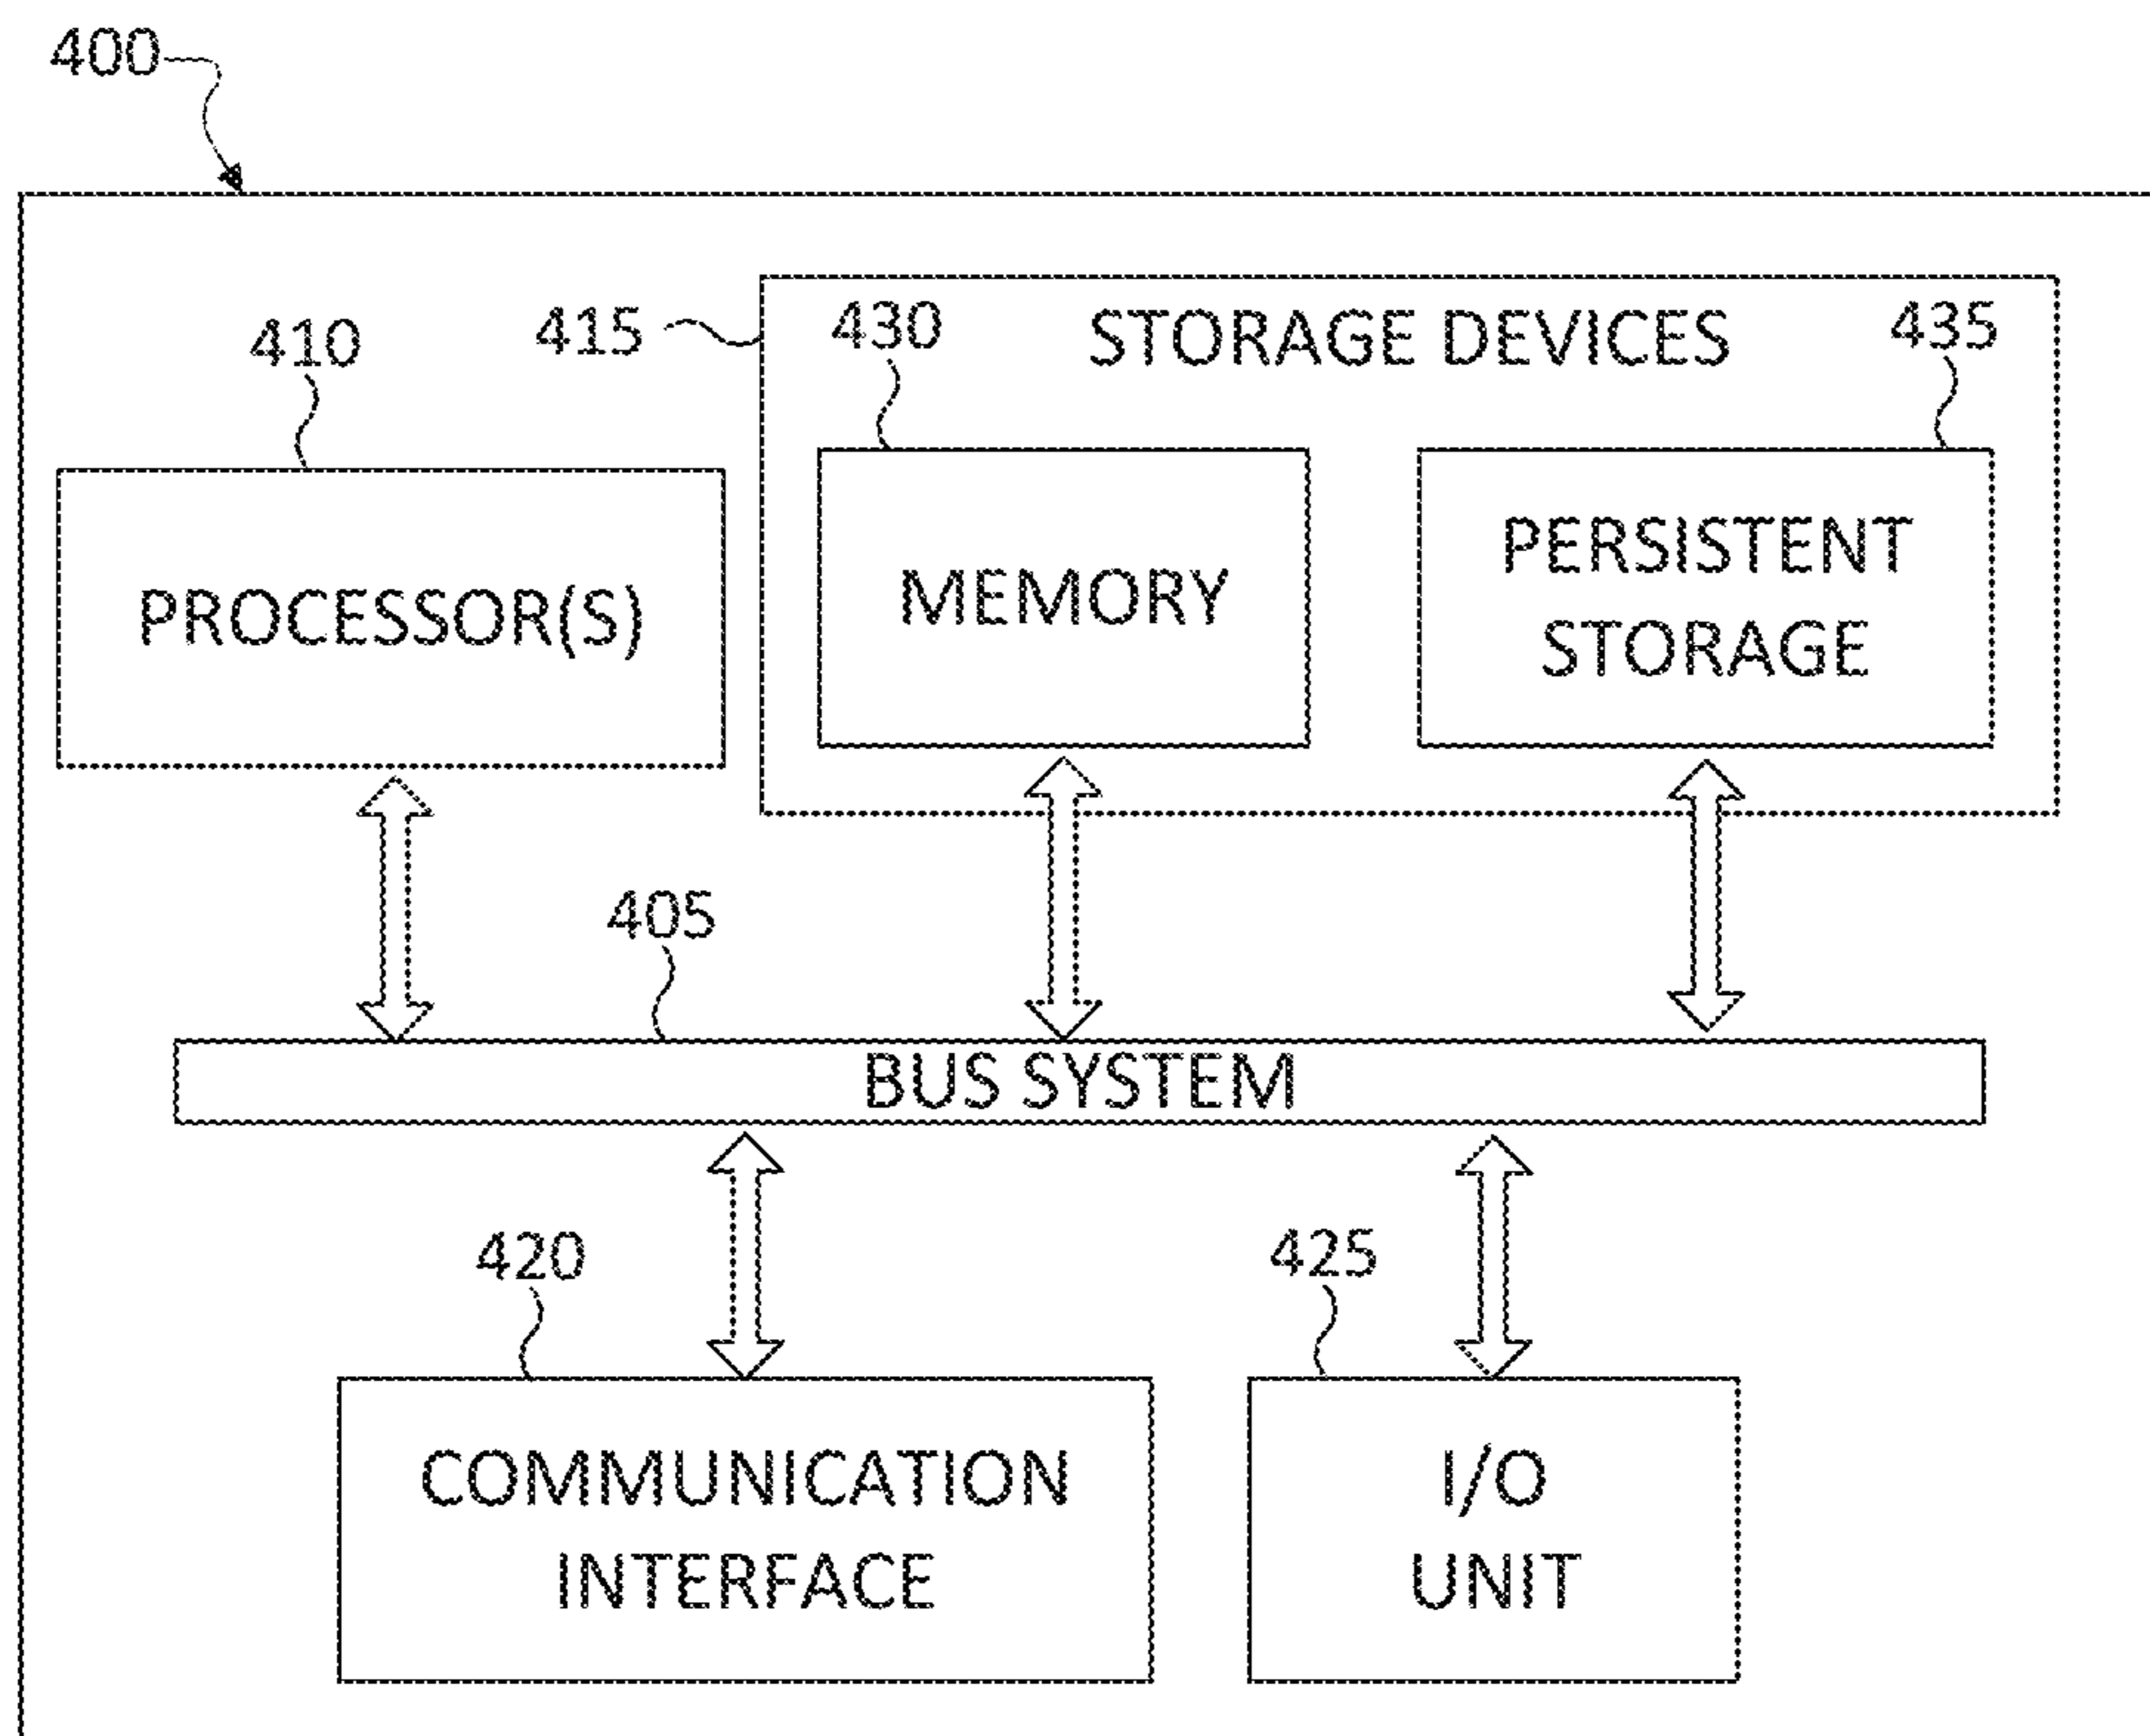 400
415
430
STORAGE DEVICES
435
410
PROCESSOR(S)
MEMORY
PERSISTENT
STORAGE
405
BUS SYSTEM
420
425
COMMUNICATION
INTERFACE
I/O
UNIT